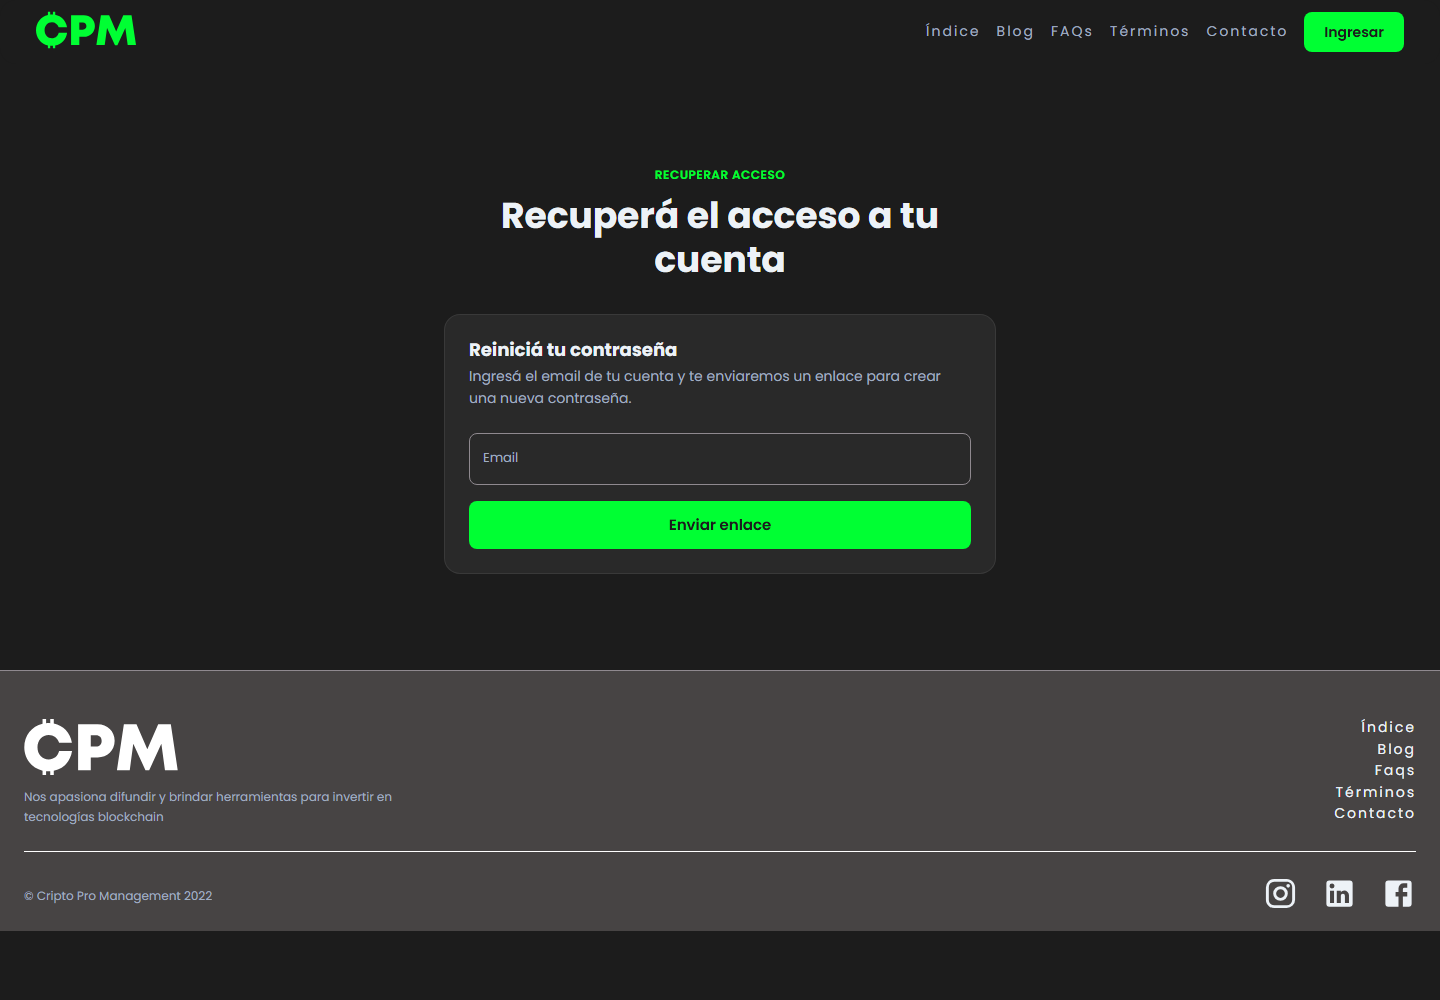 CPM
Índice Blog FAQs Términos Contacto Ingresar
RECUPERAR ACCESO
Recuperá el acceso a tu
cuenta
Reiniciá tu contraseña
Ingresá el email de tu cuenta y te enviaremos un enlace para crear
una nueva contraseña.
Email
Enviar enlace
CPM
Nos apasiona difundir y brindar herramientas para invertir en
tecnologías blockchain
Índice
Blog
Faqs
Términos
Contacto
© Cripto Pro Management 2022